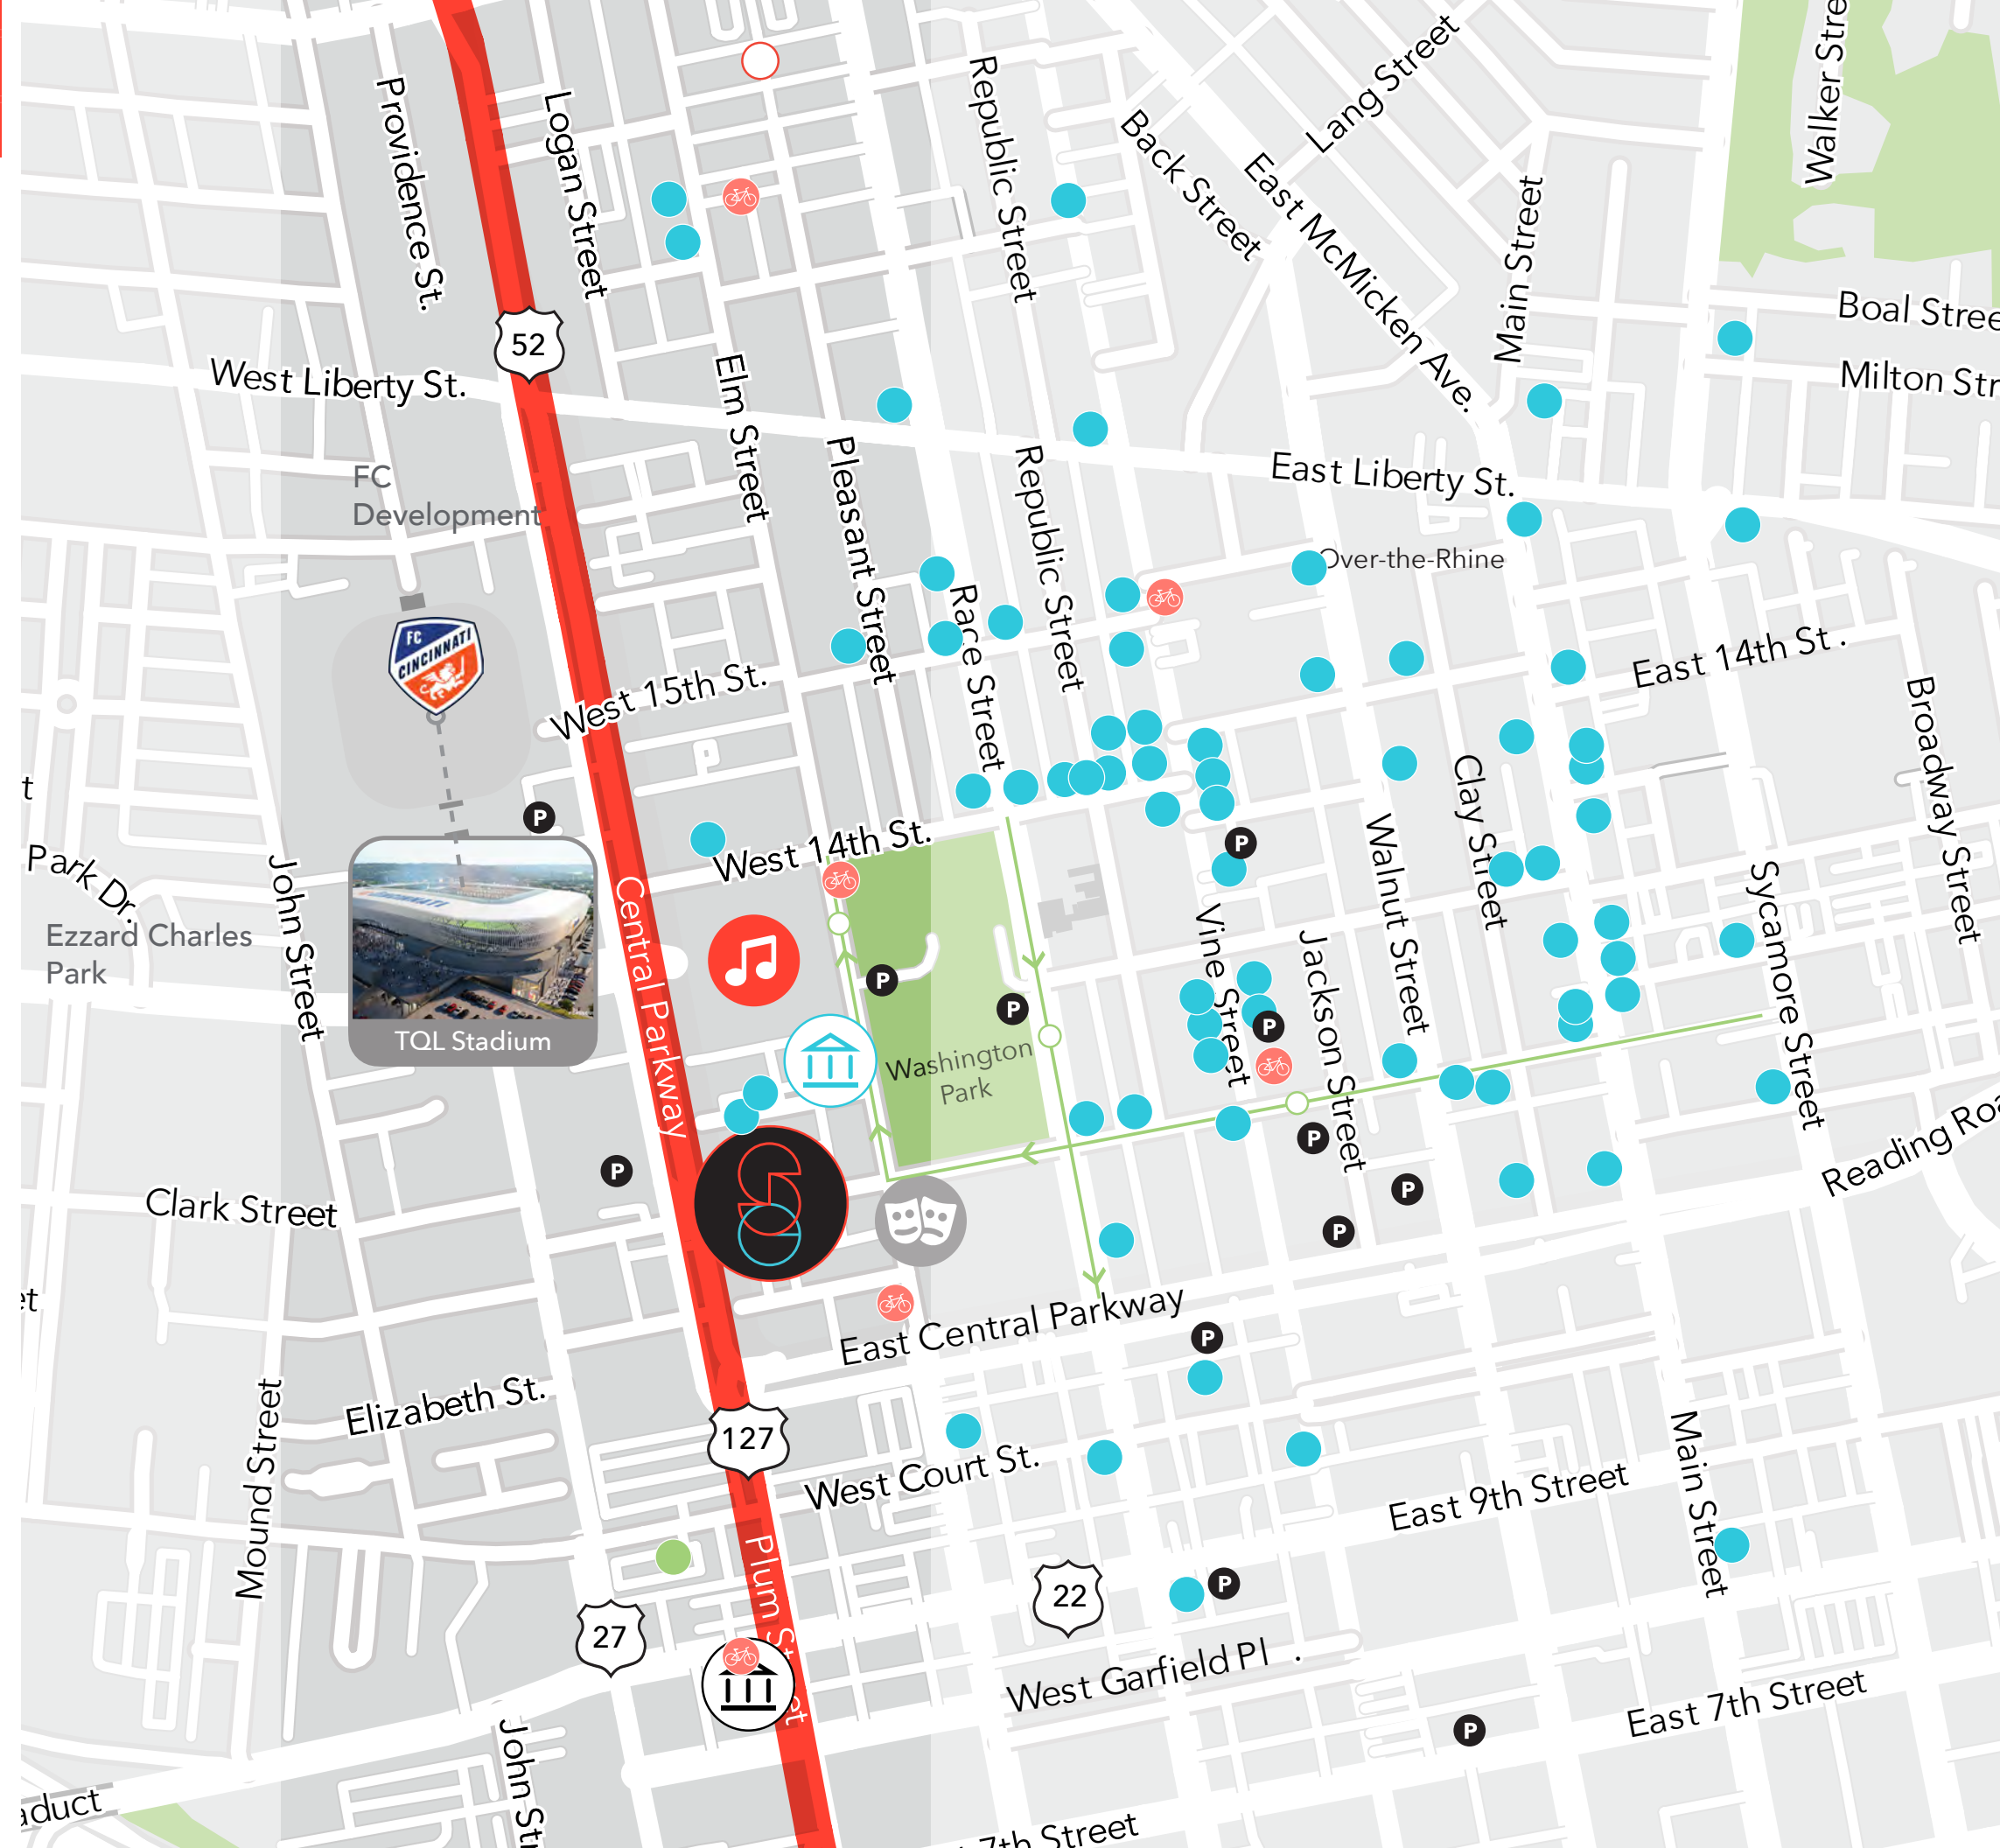 Providence St.
Logan Street
Republic Street
Back Street
Lang Street
East McMicken Ave.
Main Street
Walker Stre
Boal Stree
Milton Str
52
West Liberty St.
Elm Street
Pleasant Street
Republic Street
East Liberty St.
FC
Development
Over-the-Rhine
FC
CINCINNATI
Race Street
West 15th St.
East 14th St .
Broadway Street
Clay Street
t
P
West 14th St.
P
Walnut Street
Park Dr.
John Street
Central Parkway
Sycamore Street
Ezzard Charles
Park
Vine Street
Jackson Street
P
P
P
TQL Stadium
Washington
Park
P
P
P
P
Clark Street
Reading Roa
et
East Central Parkway
P
Elizabeth St.
Mound Street
127
West Court St.
Main Street
East 9th Street
Plum Street
22
P
27
West Garfield Pl .
East 7th Street
P
John Str
aduct
7th Street